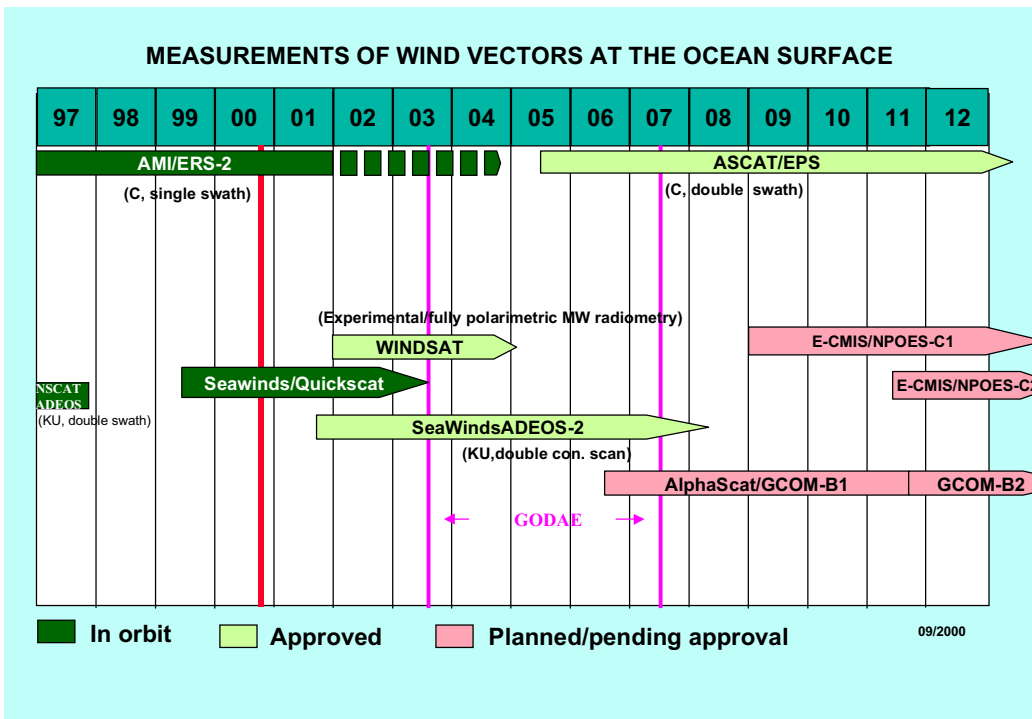 MEASUREMENTS OF WIND VECTORS AT THE OCEAN SURFACE
97 98 99 00 01 02 03 04 05 06 07 08 09 10 11 12
AMI/ERS-2
ASCAT/EPS
(C, single swath)
(C, double swath)
(Experimental/fully polarimetric MW radiometry)
WINDSAT
E-CMIS/NPOES-C1
Seawinds/Quickscat
E-CMIS/NPOES-C2
NSCAT
ADEOS
(KU, double swath)
SeaWindsADEOS-2
(KU,double con. scan)
AlphaScat/GCOM-B1
GCOM-B2
GODAE
In orbit
Approved
Planned/pending approval
09/2000